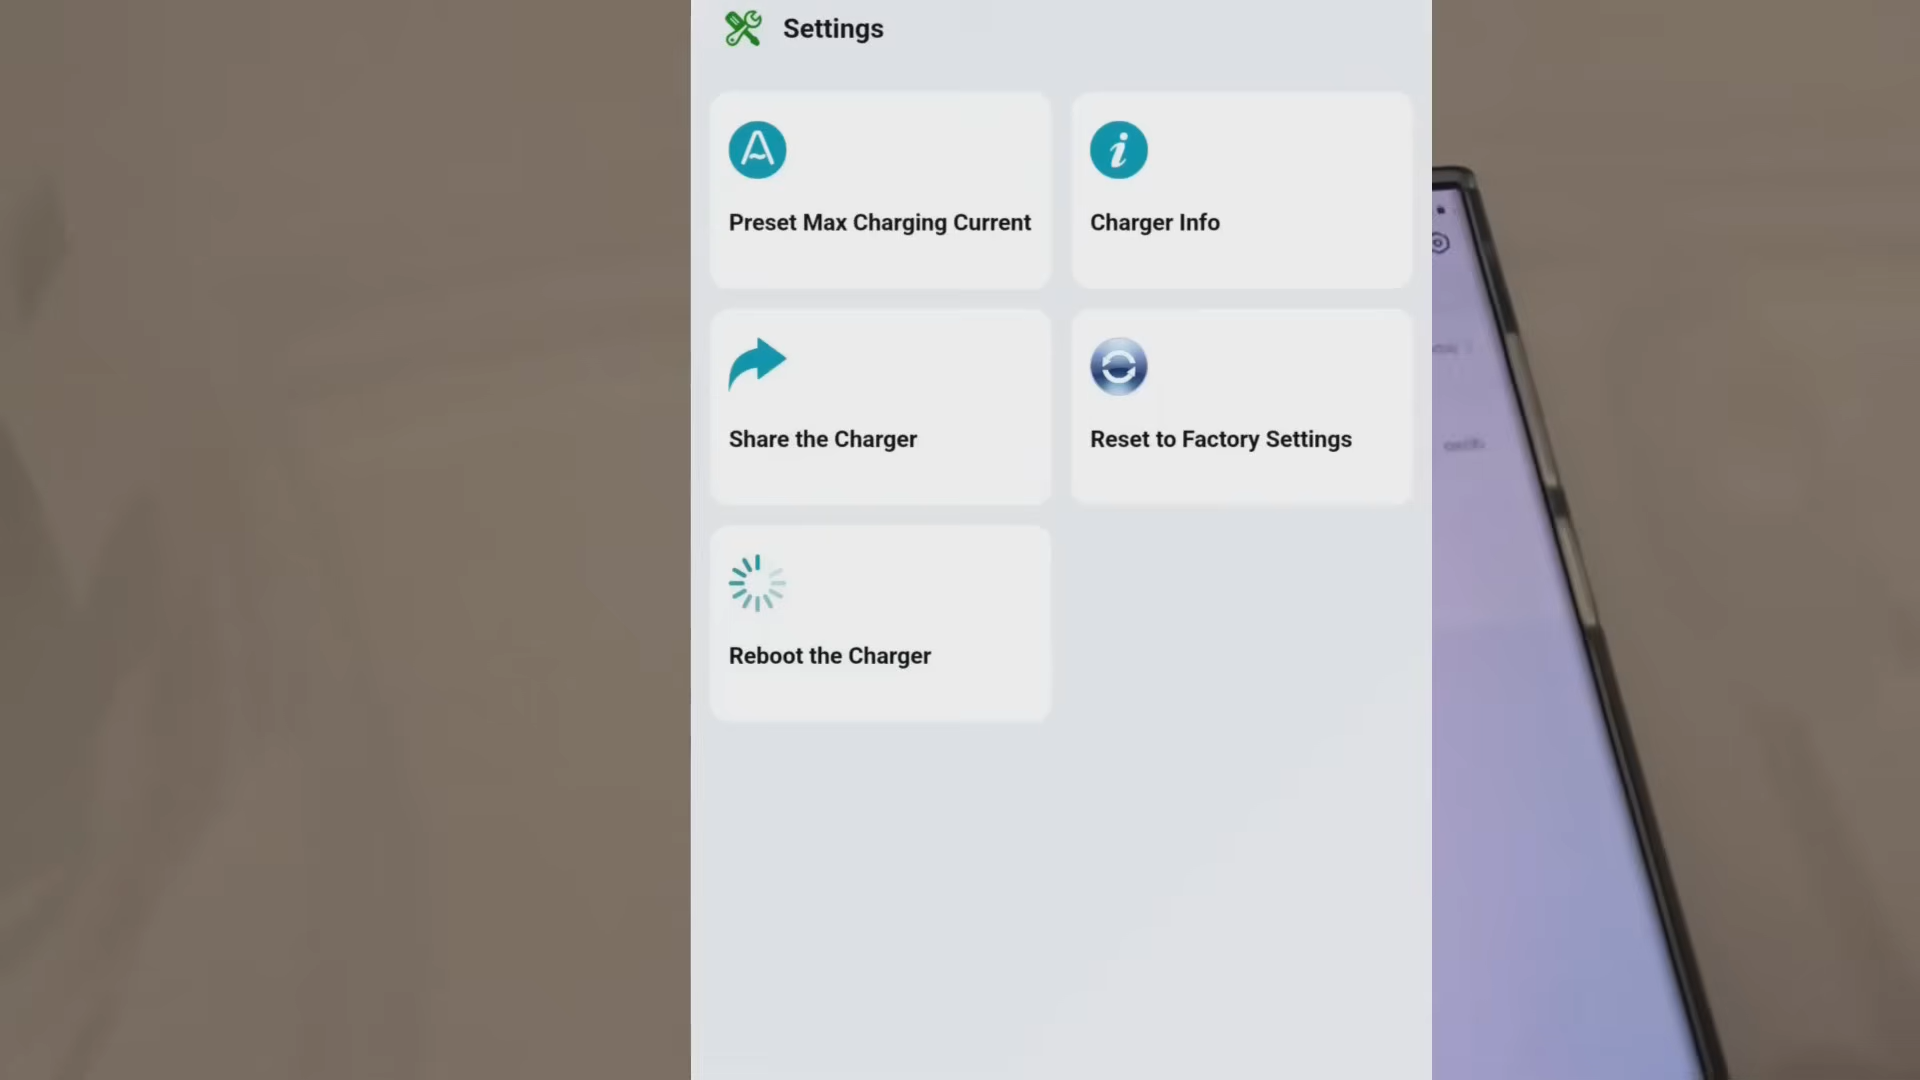 Settings
Preset Max Charging Current
Charger Info
Share the Charger
Reset to Factory Settings
Reboot the Charger